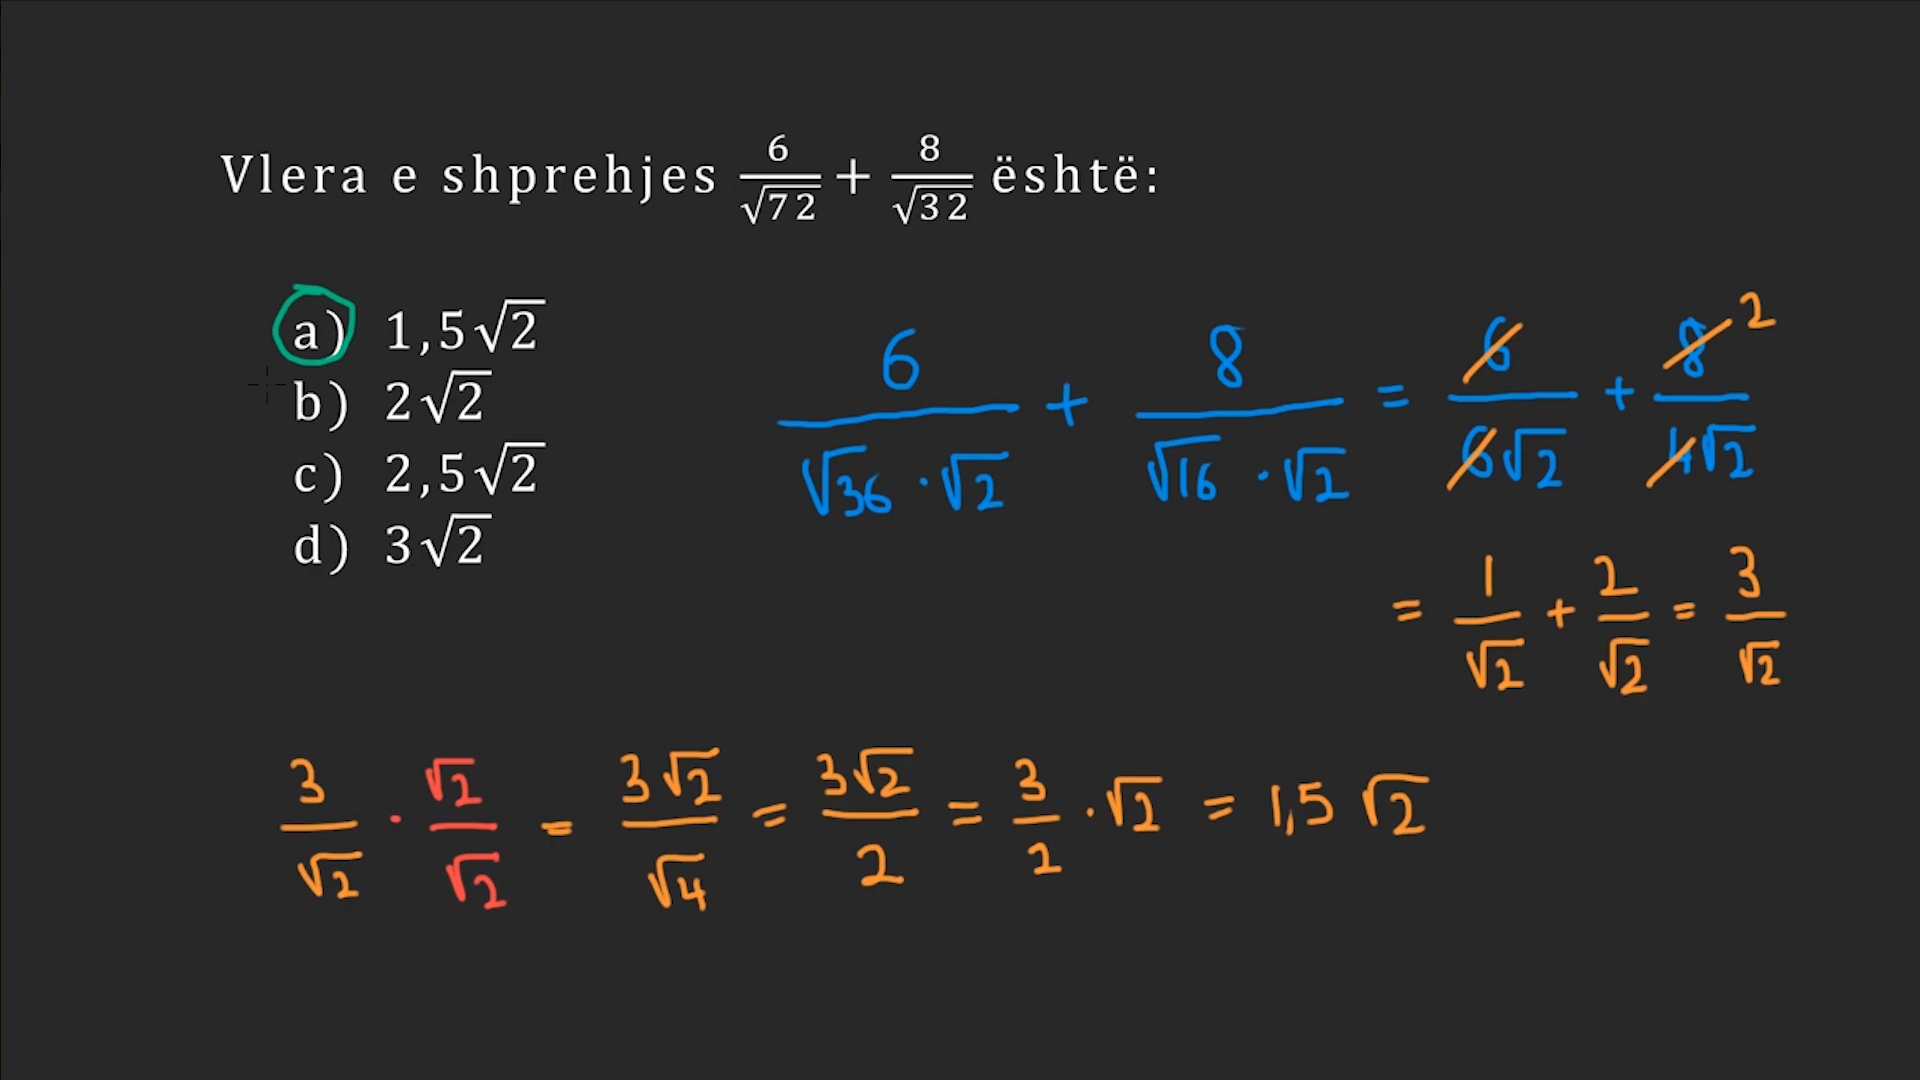 Vlera e shprehjes 6/√72 + 8/√32 është:
a) 1,5√2
b) 2√2
c) 2,5√2
d) 3√2
6/(√36 · √2) + 8/(√16 · √2) = 6/(6√2) + 8/(4√2) 2
= 1/√2 + 2/√2 = 3/√2
3/√2 · √2/√2 = 3√2/√4 = 3√2/2 = 3/2 · √2 = 1,5 √2